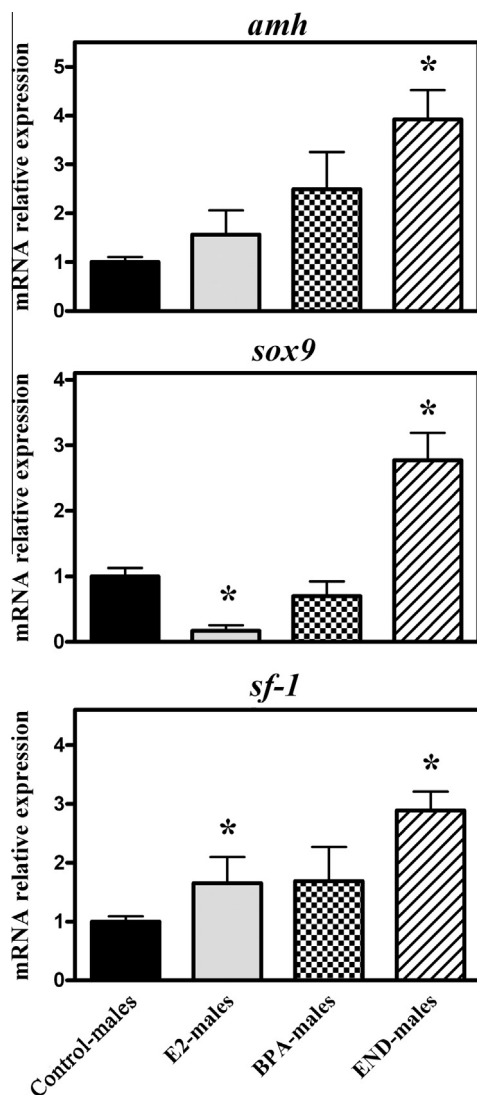 amh
mRNA relative expression
5
4
3
2
1
0
*
sox9
mRNA relative expression
4
3
2
1
0
*
*
sf-1
mRNA relative expression
4
3
2
1
0
*
*
Control-males
E2-males
BPA-males
END-males